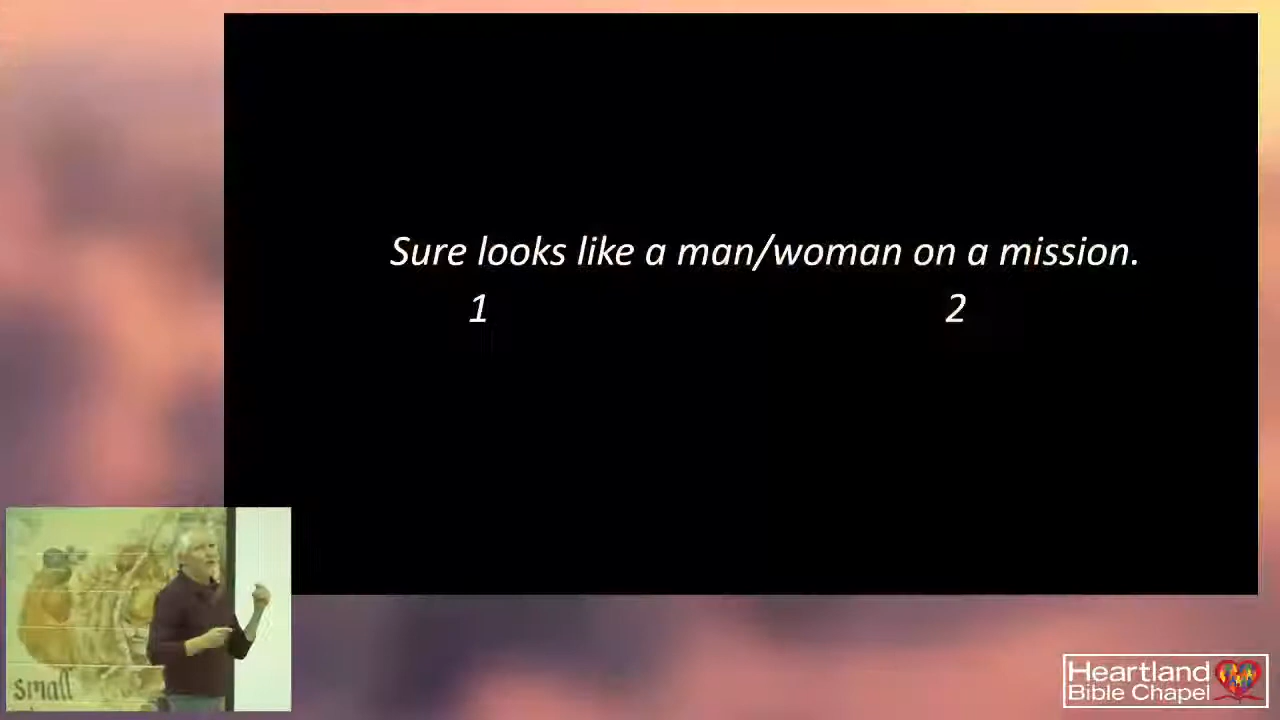 Sure looks like a man/woman on a mission.
1 2
small
Heartland
Bible Chapel